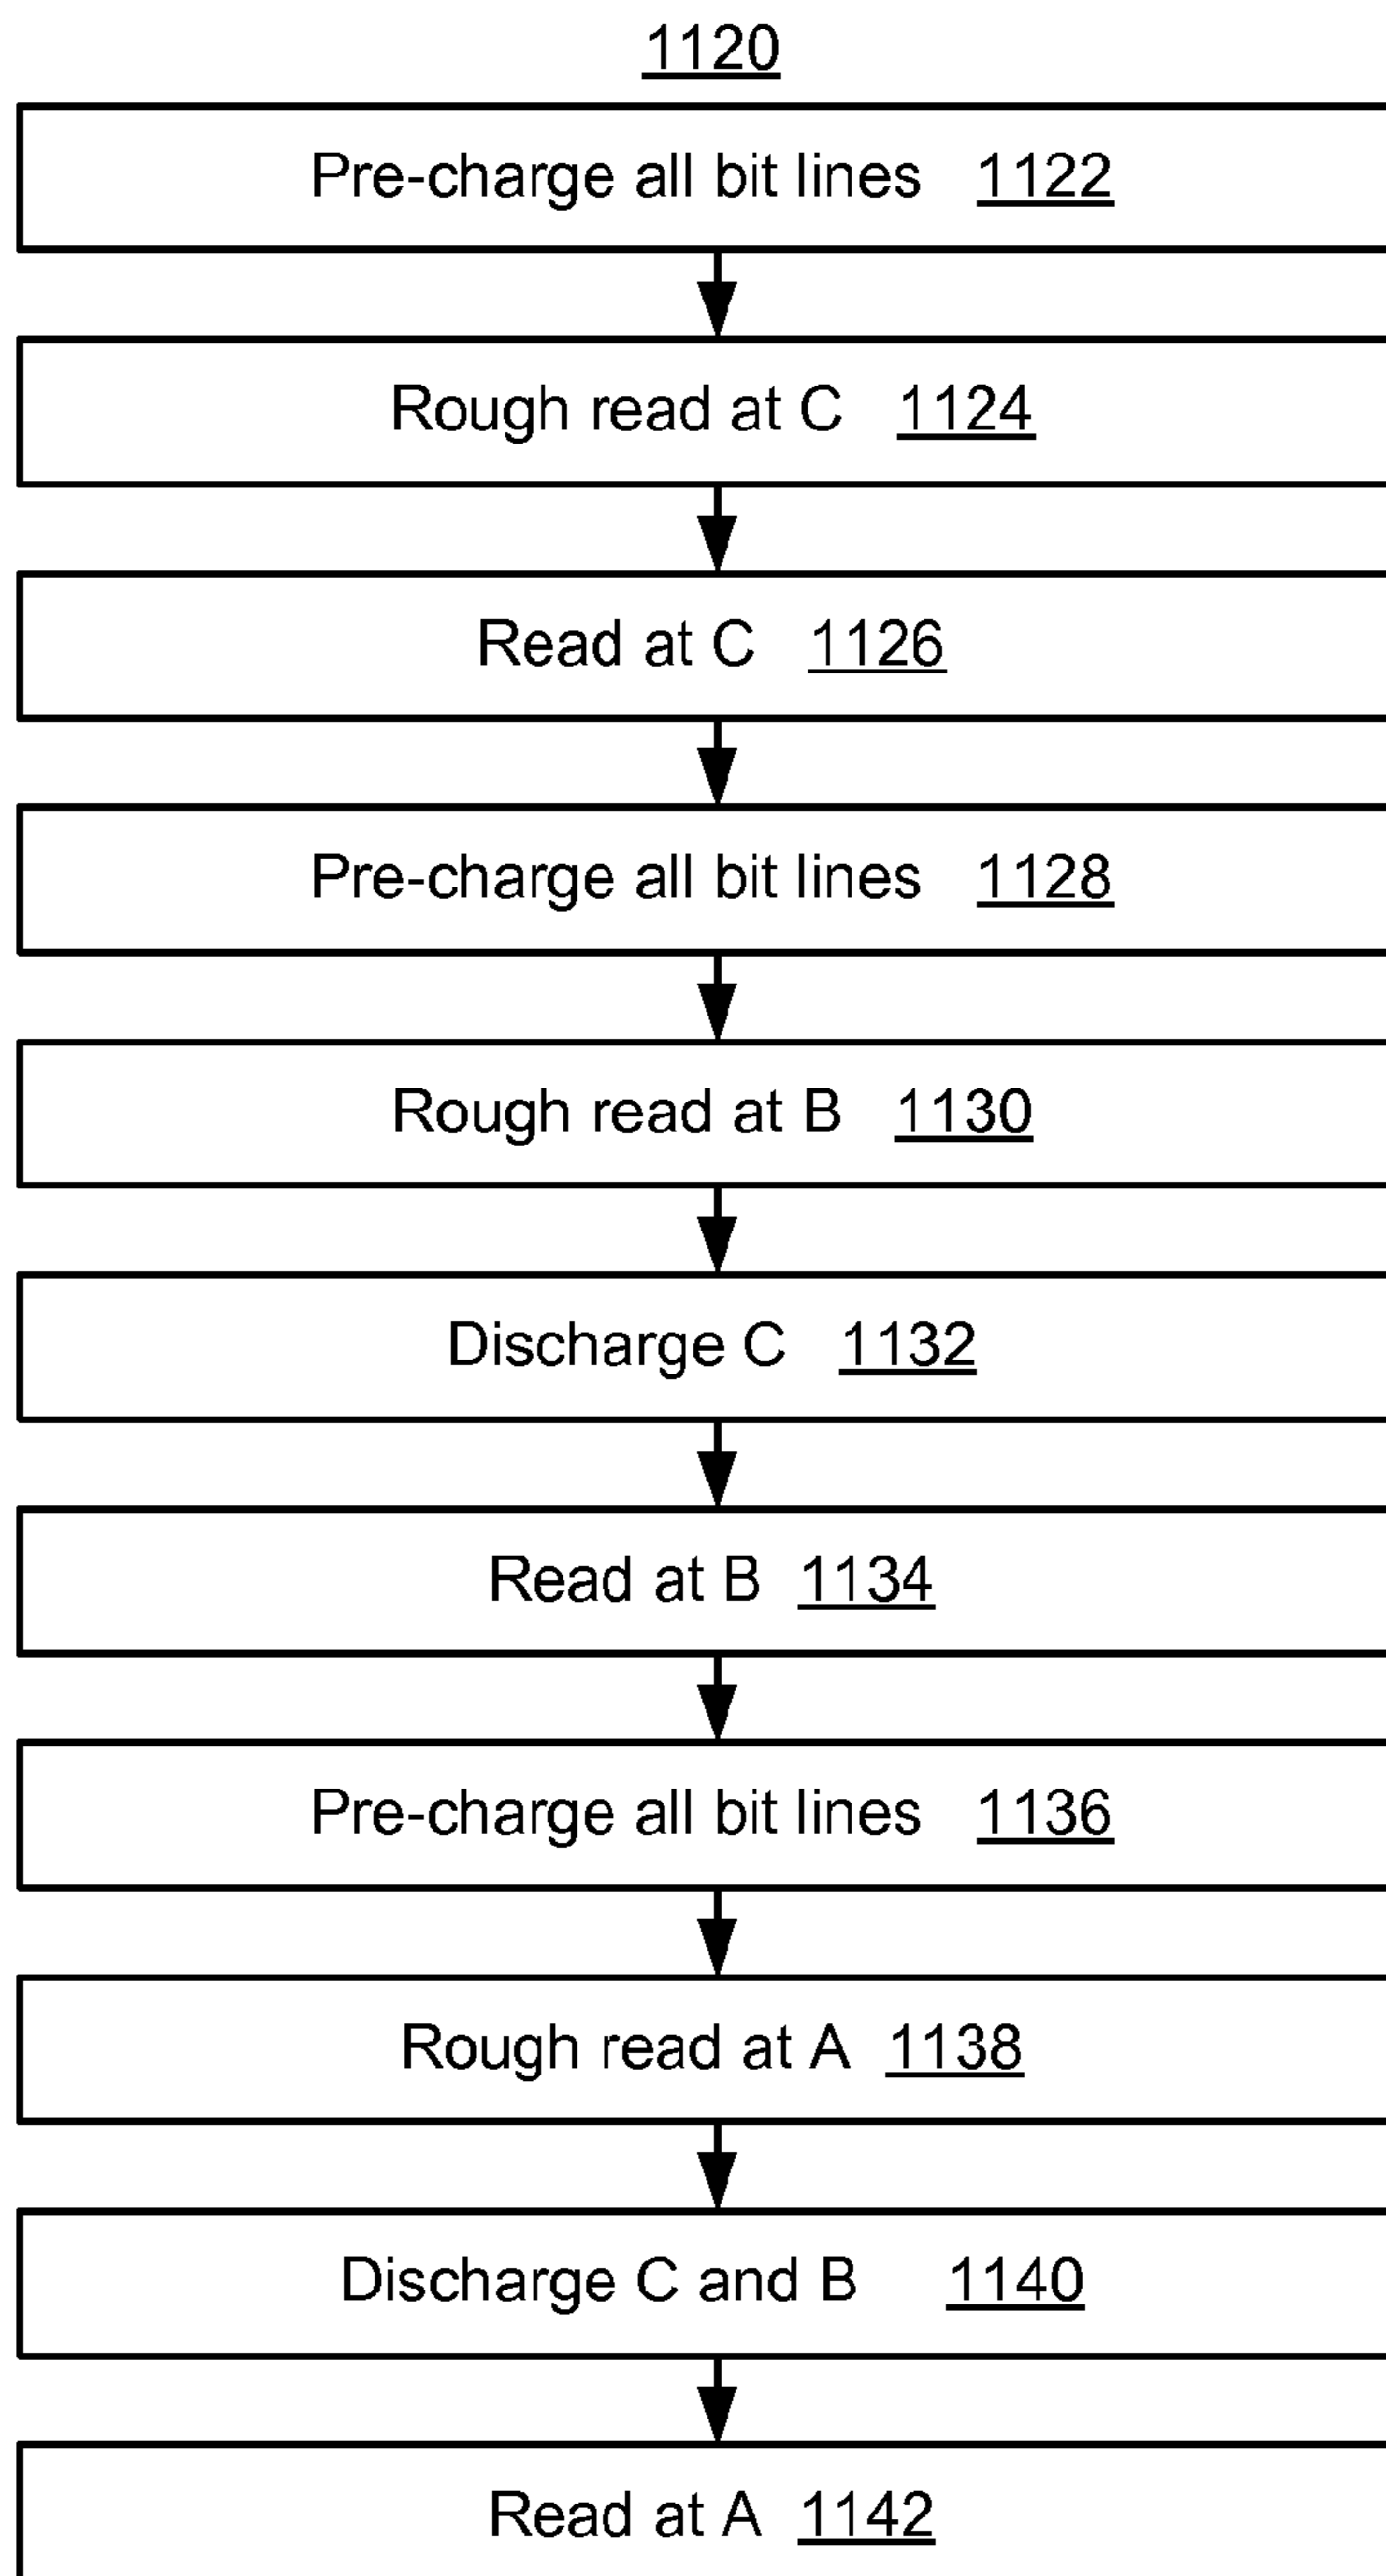 1120
Pre-charge all bit lines 1122
Rough read at C 1124
Read at C 1126
Pre-charge all bit lines 1128
Rough read at B 1130
Discharge C 1132
Read at B 1134
Pre-charge all bit lines 1136
Rough read at A 1138
Discharge C and B 1140
Read at A 1142